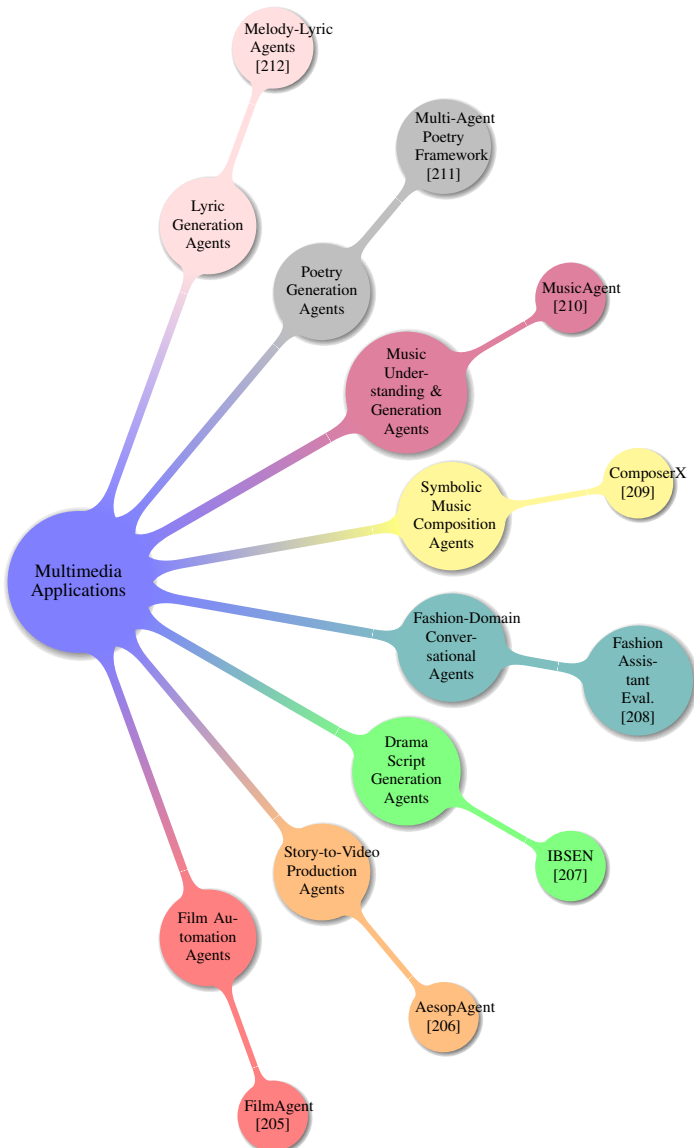 Melody-Lyric
Agents
[212]
Lyric
Generation
Agents
Multi-Agent
Poetry
Framework
[211]
Poetry
Generation
Agents
MusicAgent
[210]
Music
Under-
standing &
Generation
Agents
ComposerX
[209]
Symbolic
Music
Composition
Agents
Multimedia
Applications
Fashion-Domain
Conver-
sational
Agents
Fashion
Assis-
tant
Eval.
[208]
Drama
Script
Generation
Agents
IBSEN
[207]
Story-to-Video
Production
Agents
AesopAgent
[206]
Film Au-
tomation
Agents
FilmAgent
[205]